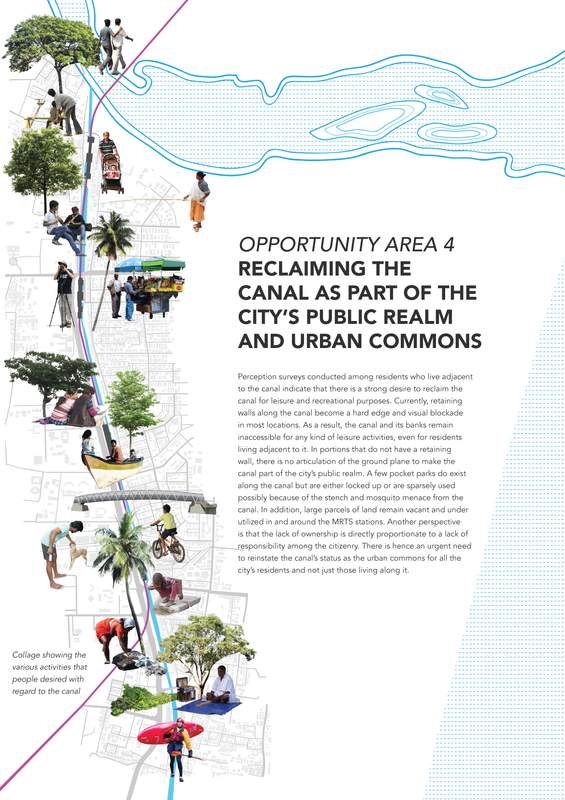 OPPORTUNITY AREA 4
RECLAIMING THE
CANAL AS PART OF THE
CITY'S PUBLIC REALM
AND URBAN COMMONS
Perception surveys conducted among residents who live adjacent
to the canal indicate that there is a strong desire to reclaim the
canal for leisure and recreational purposes. Currently, retaining
walls along the canal become a hard edge and visual blockade
in most locations. As a result, the canal and its banks remain
inaccessible for any kind of leisure activities, even for residents
living adjacent to it. In portions that do not have a retaining
wall, there is no articulation of the ground plane to make the
canal part of the city's public realm. A few pocket parks do exist
along the canal but are either locked up or are sparsely used
possibly because of the stench and mosquito menace from the
canal. In addition, large parcels of land remain vacant and under
utilized in and around the MRTS stations. Another perspective
is that the lack of ownership is directly proportionate to a lack of
responsibility among the citizenry. There is hence an urgent need
to reinstate the canal's status as the urban commons for all the
city's residents and not just those living along it.
Collage showing the
various activities that
people desired with
regard to the canal